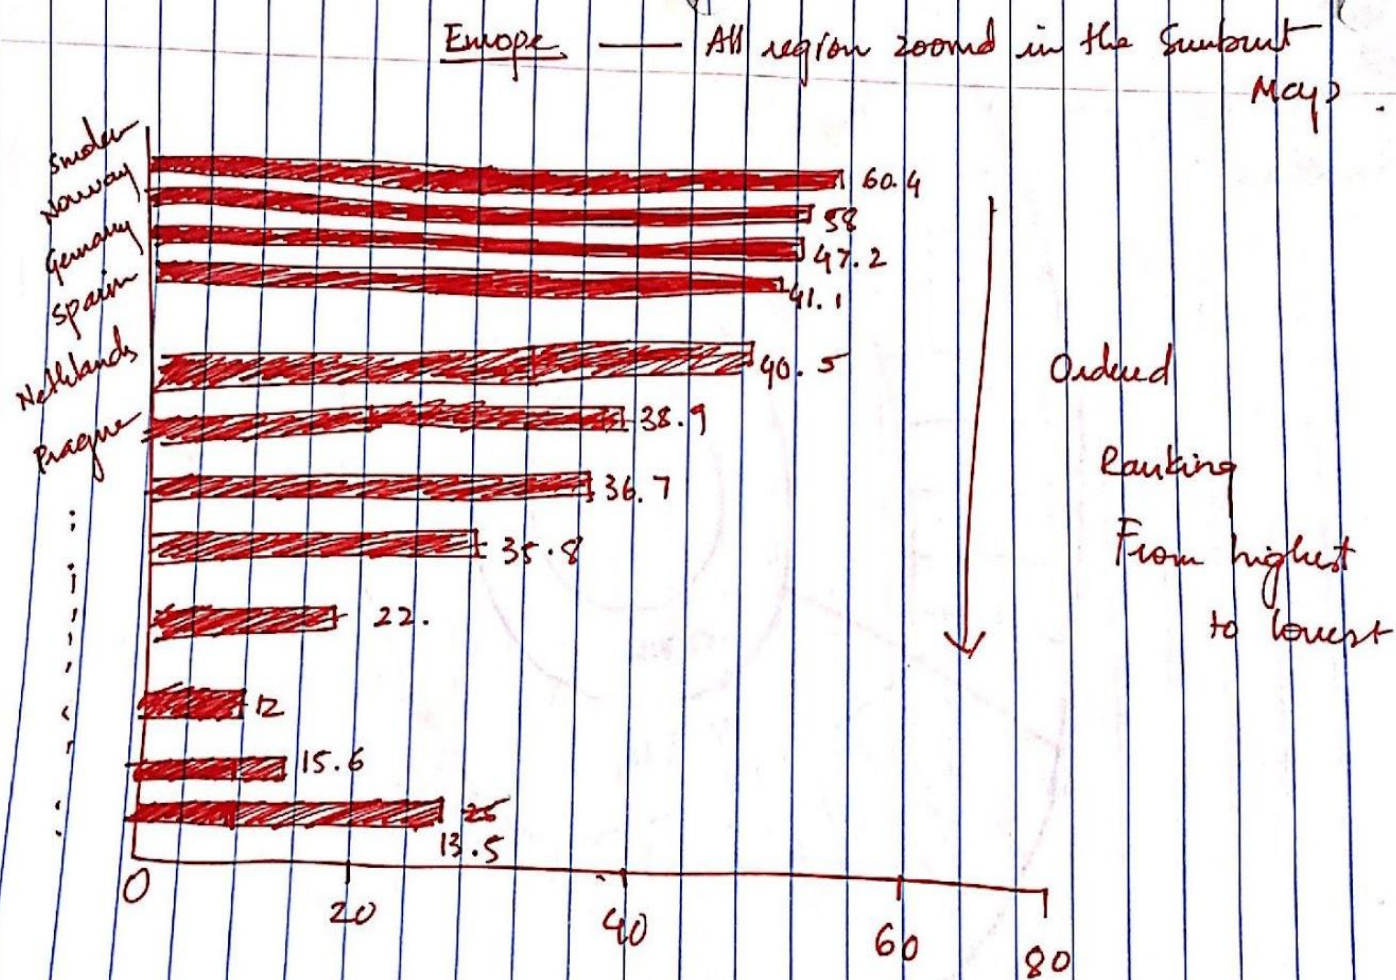 Europe — All region zoomd in the Sunburst
Map.
Sweden
60.4
Norway
58
Germany
47.2
Spain
41.1
Nethlands
40.5
Prague
38.9
36.7
35.8
22.
12
15.6
25
13.5
0 20 40 60 80
Ordered
Ranking
From highest
to lowest